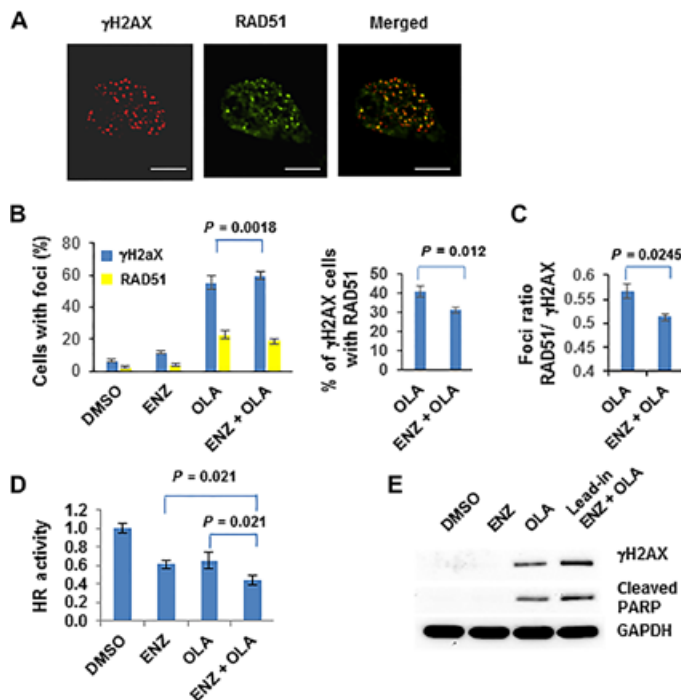 A
γH2AX RAD51 Merged
B
Cells with foci (%)
80
60
40
20
0
γH2aX
RAD51
P = 0.0018
DMSO
ENZ
OLA
ENZ + OLA
% of γH2AX cells
with RAD51
50
40
30
20
10
0
P = 0.012
OLA
ENZ + OLA
C
Foci ratio
RAD51/ γH2AX
0.6
0.55
0.5
0.45
0.4
P = 0.0245
OLA
ENZ + OLA
D
HR activity
1.2
1.0
0.8
0.6
0.4
0.2
0.0
P = 0.021
P = 0.021
DMSO
ENZ
OLA
ENZ + OLA
E
DMSO
ENZ
OLA
Lead-in
ENZ + OLA
γH2AX
Cleaved
PARP
GAPDH